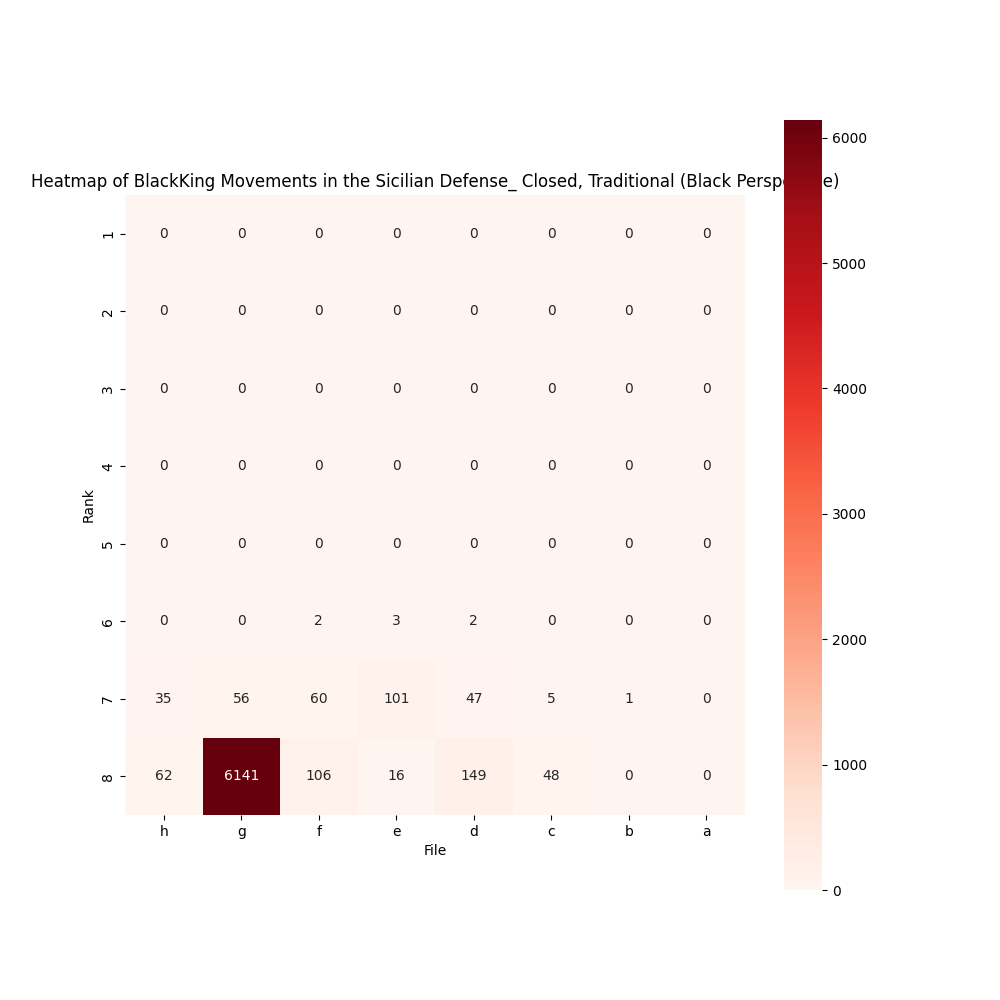 6000
Heatmap of BlackKing Movements in the Sicilian Defense_ Closed, Traditional (Black
1 0 0 0 0 0 0 0 0
5000
2 0 0 0 0 0 0 0 0
3 0 0 0 0 0 0 0 0
4000
4 0 0 0 0 0 0 0 0
Rank
3000
5 0 0 0 0 0 0 0 0
6 0 0 2 3 2 0 0 0
2000
7 35 56 60 101 47 5 1 0
1000
8 62 6141 106 16 149 48 0 0
h g f e d c b a
File
0